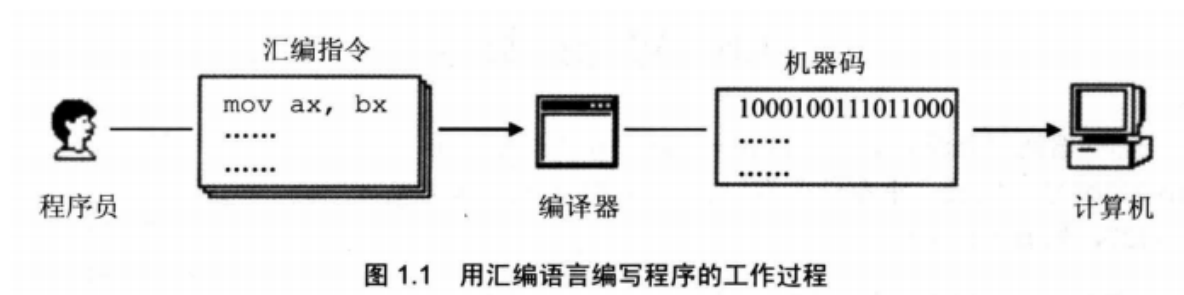 汇编指令
机器码
mov ax, bx
······
······
1000100111011000
······
······
程序员
编译器
计算机
图 1.1 用汇编语言编写程序的工作过程